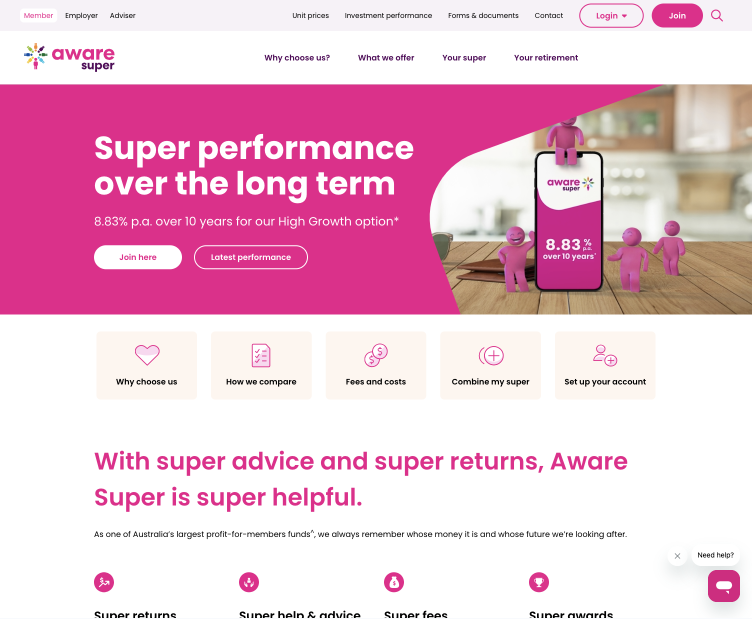 Member Employer Adviser Unit prices Investment performance Forms & documents Contact Login Join
aware
super
Why choose us? What we offer Your super Your retirement
Super performance
over the long term
8.83% p.a. over 10 years for our High Growth option*
Join here Latest performance
aware
super
8.83 % p.a.
over 10 years*
Why choose us How we compare Fees and costs Combine my super Set up your account
With super advice and super returns, Aware
Super is super helpful.
As one of Australia's largest profit-for-members funds^, we always remember whose money it is and whose future we're looking after.
Need help?
Super returns Super help & advice Super fees Super awards